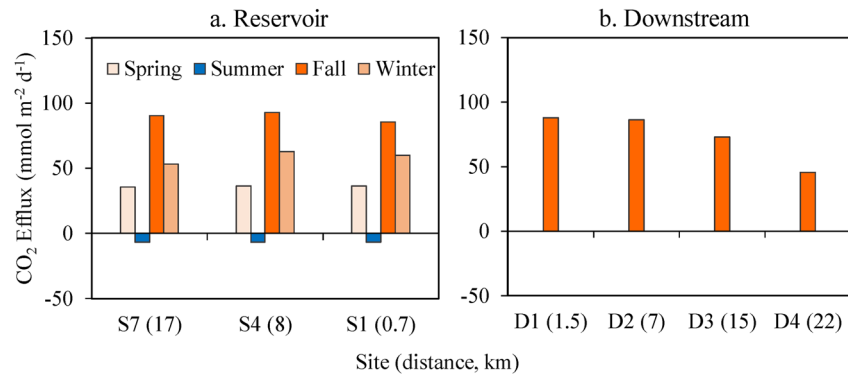 a. Reservoir
b. Downstream
CO2 Efflux (mmol m-2 d-1)
150
100
50
0
-50
Spring Summer Fall Winter
S7 (17) S4 (8) S1 (0.7)
150
100
50
0
-50
D1 (1.5) D2 (7) D3 (15) D4 (22)
Site (distance, km)